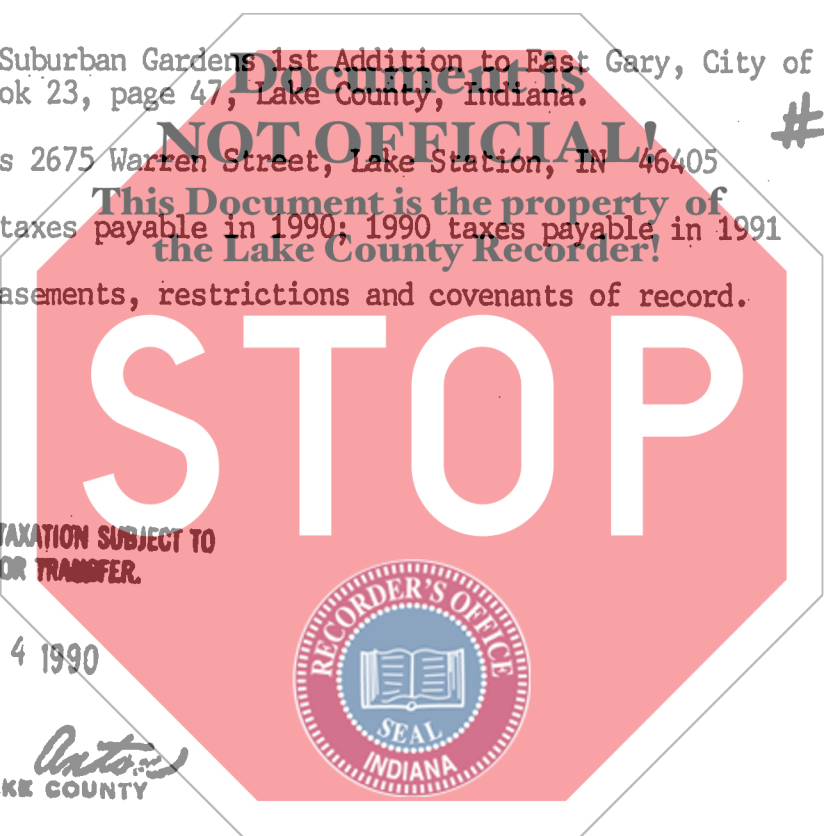 Suburban Gardens 1st Addition to East Gary, City of
Document is
ok 23, page 47, Lake County, Indiana.
#
NOT OFFICIAL!
s 2675 Warren Street, Lake Station, IN 46405
This Document is the property of
taxes payable in 1990; 1990 taxes payable in 1991
the Lake County Recorder!
asements, restrictions and covenants of record.
STOP
TAXATION SUBJECT TO
OR TRANSFER.
RECORDER'S OFFICE
SEAL
INDIANA
4 1990
Anton
KE COUNTY